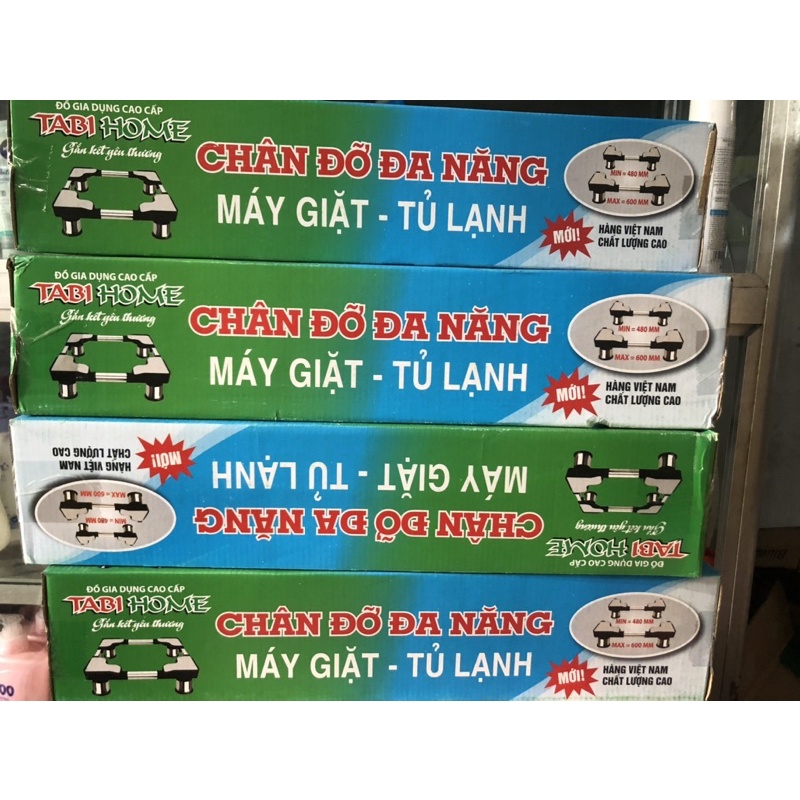 ĐỒ GIA DỤNG CAO CẤP
TABI HOME
Gắn kết yêu thương
CHÂN ĐỠ ĐA NĂNG
MÁY GIẶT - TỦ LẠNH
MIN = 480 MM
MAX = 600 MM
MỚI!
HÀNG VIỆT NAM
CHẤT LƯỢNG CAO
ĐỒ GIA DỤNG CAO CẤP
TABI HOME
Gắn kết yêu thương
CHÂN ĐỠ ĐA NĂNG
MÁY GIẶT - TỦ LẠNH
MIN = 480 MM
MAX = 600 MM
MỚI!
HÀNG VIỆT NAM
CHẤT LƯỢNG CAO
ĐỒ GIA DỤNG CAO CẤP
TABI HOME
Gắn kết yêu thương
CHÂN ĐỠ ĐA NĂNG
MÁY GIẶT - TỦ LẠNH
MIN = 480 MM
MAX = 600 MM
MỚI!
HÀNG VIỆT NAM
CHẤT LƯỢNG CAO
ĐỒ GIA DỤNG CAO CẤP
TABI HOME
Gắn kết yêu thương
CHÂN ĐỠ ĐA NĂNG
MÁY GIẶT - TỦ LẠNH
MIN = 480 MM
MAX = 600 MM
MỚI!
HÀNG VIỆT NAM
CHẤT LƯỢNG CAO